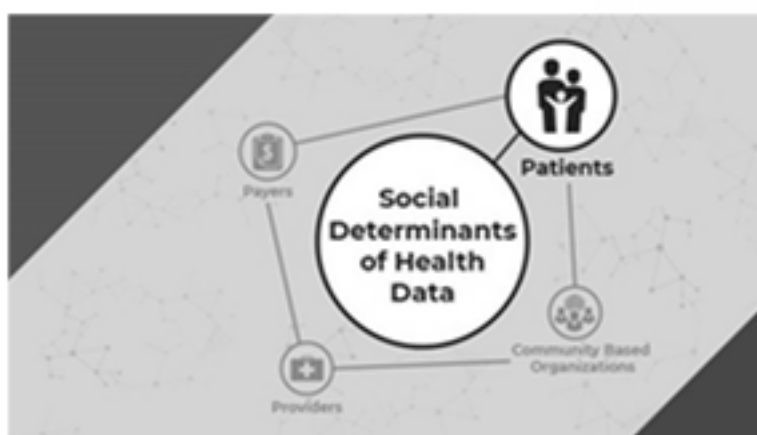 Patients
Payers
Social
Determinants
of Health
Data
Community Based
Organizations
Providers